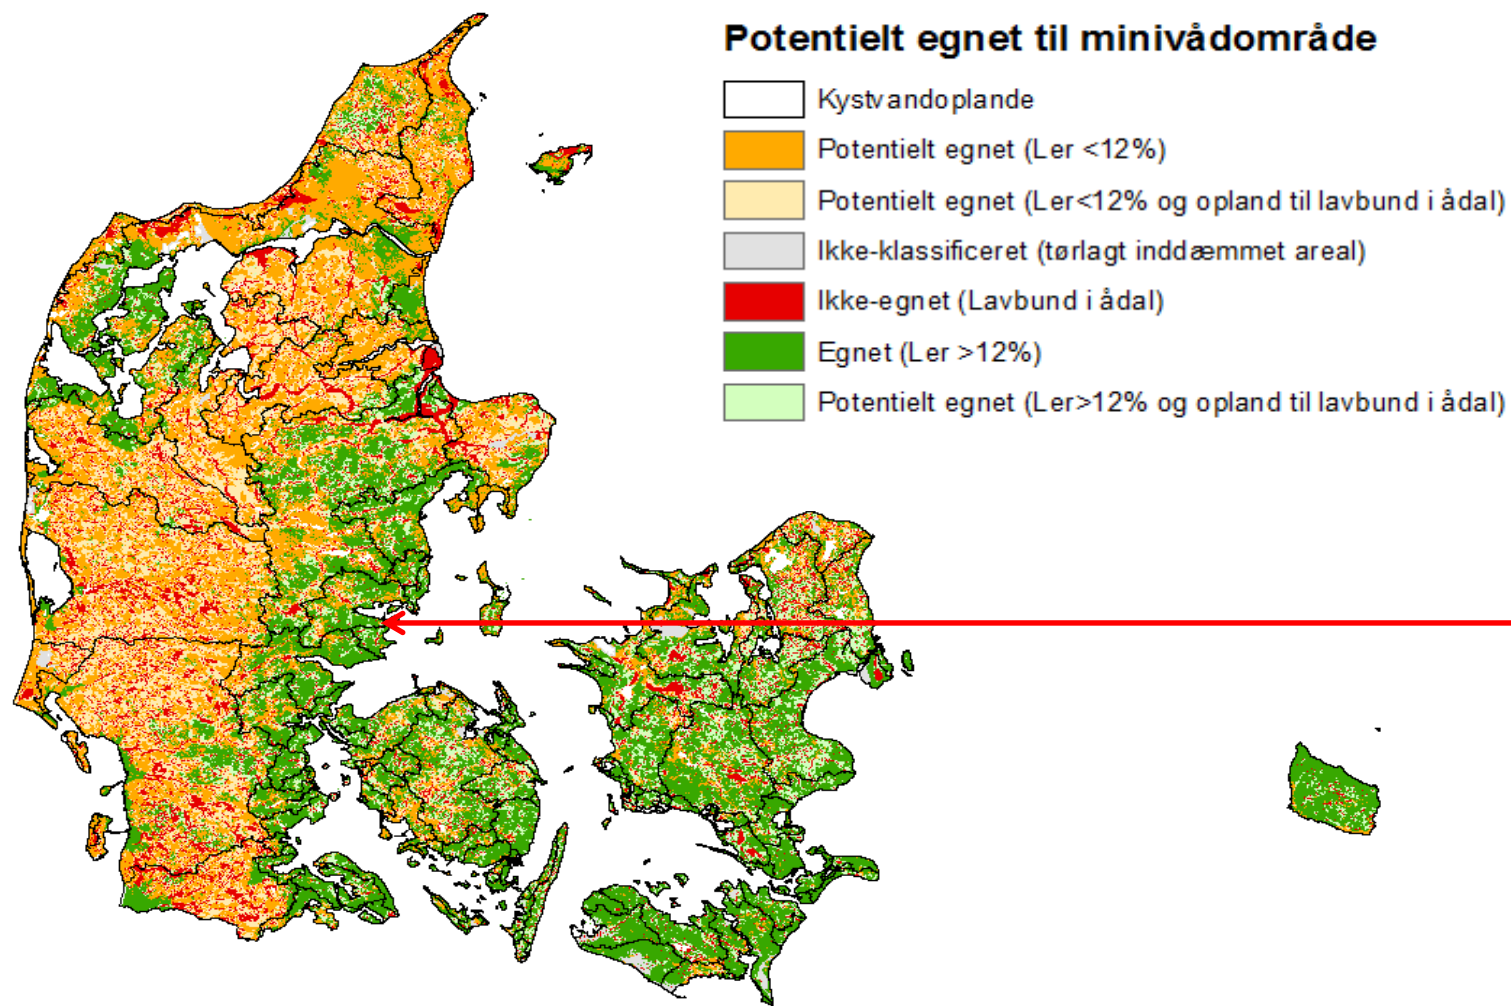 Potentielt egnet til minivådområde
Kystvandoplande
Potentielt egnet (Ler <12%)
Potentielt egnet (Ler<12% og opland til lavbund i ådal)
Ikke-klassificeret (tørlagt inddæmmet areal)
Ikke-egnet (Lavbund i ådal)
Egnet (Ler >12%)
Potentielt egnet (Ler>12% og opland til lavbund i ådal)